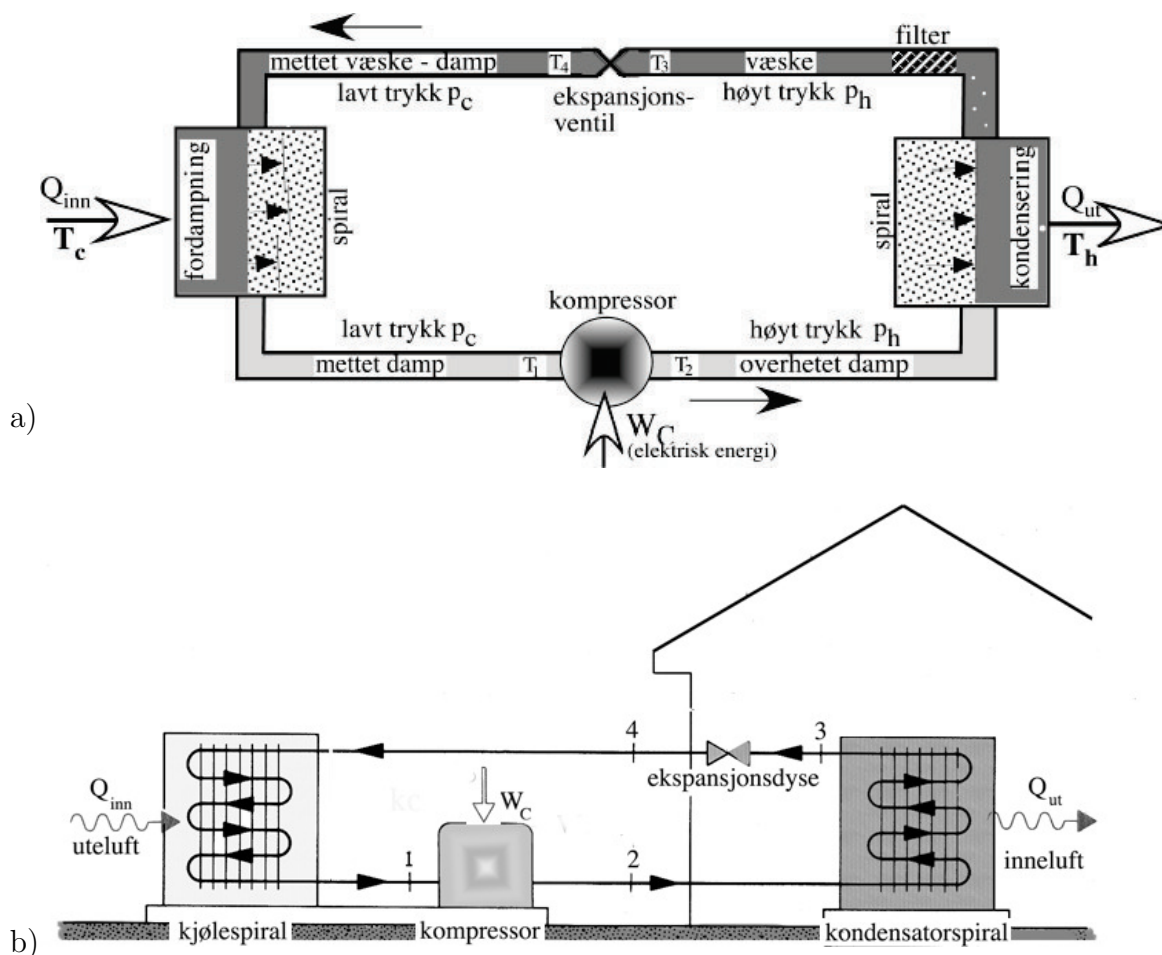 filter
mettet væske - damp T4 T3 væske
lavt trykk pc ekspansjons-
ventil høyt trykk ph
Qinn
Tc
fordampning
spiral
spiral
kondensering
Qut
Th
kompressor
lavt trykk pc høyt trykk ph
mettet damp T1 T2 overhetet damp
WC
(elektrisk energi)
a)
4 3
ekspansjonsdyse
Qinn
uteluft
WC
Qut
inneluft
1 2
kjølespiral kompressor kondensatorspiral
b)